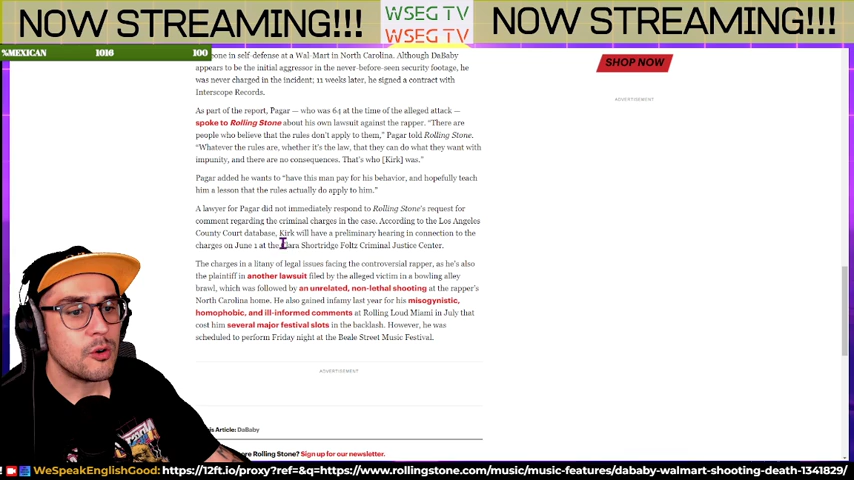 NOW STREAMING!!!
WSEG TV
WSEG TV
NOW STREAMING!!!
%MEXICAN 1016 100
one in self-defense at a Wal-Mart in North Carolina. Although DaBaby
appears to be the initial aggressor in the never-before-seen security footage, he
was never charged in the incident; 11 weeks later, he signed a contract with
Interscope Records.
SHOP NOW
ADVERTISEMENT
As part of the report, Pagar — who was 64 at the time of the alleged attack —
spoke to Rolling Stone about his own lawsuit against the rapper. “There are
people who believe that the rules don’t apply to them,” Pagar told Rolling Stone.
“Whatever the rules are, whether it’s the law, that they can do what they want with
impunity, and there are no consequences. That’s who [Kirk] was.”
Pagar added he wants to “have this man pay for his behavior, and hopefully teach
him a lesson that the rules actually do apply to him.”
A lawyer for Pagar did not immediately respond to Rolling Stone’s request for
comment regarding the criminal charges in the case. According to the Los Angeles
County Court database, Kirk will have a preliminary hearing in connection to the
charges on June 1 at the Clara Shortridge Foltz Criminal Justice Center.
The charges in a litany of legal issues facing the controversial rapper, as he’s also
the plaintiff in another lawsuit filed by the alleged victim in a bowling alley
brawl, which was followed by an unrelated, non-lethal shooting at the rapper’s
North Carolina home. He also gained infamy last year for his misogynistic,
homophobic, and ill-informed comments at Rolling Loud Miami in July that
cost him several major festival slots in the backlash. However, he was
scheduled to perform Friday night at the Beale Street Music Festival.
ADVERTISEMENT
is Article: DaBaby
ore Rolling Stone? Sign up for our newsletter.
WeSpeakEnglishGood: https://12ft.io/proxy?ref=&q=https://www.rollingstone.com/music/music-features/dababy-walmart-shooting-death-1341829/